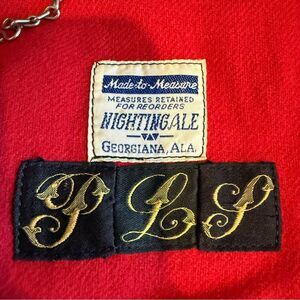 Made-to-Measure
MEASURES RETAINED
FOR REORDERS
NIGHTINGALE
GEORGIANA, ALA.
P L S